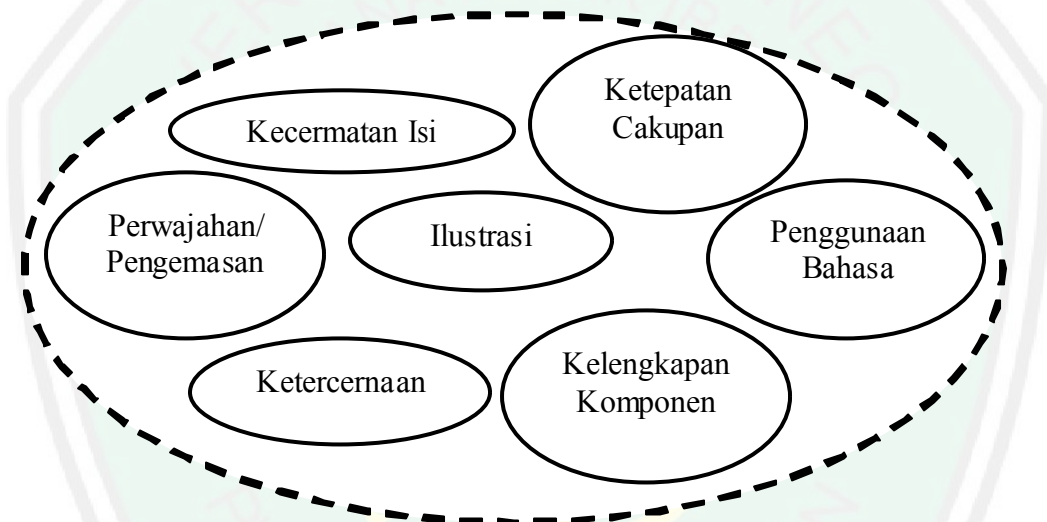 Kecermatan Isi
Ketepatan
Cakupan
Perwajahan/
Pengemasan
Ilustrasi
Penggunaan
Bahasa
Ketercernaan
Kelengkapan
Komponen